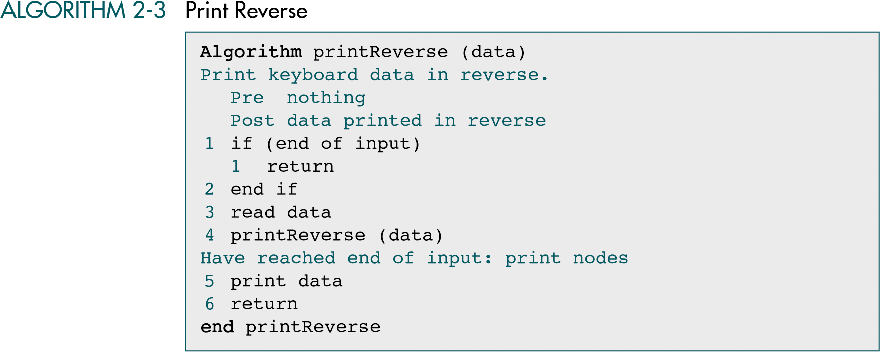 ALGORITHM 2-3 Print Reverse
Algorithm printReverse (data)
Print keyboard data in reverse.
Pre nothing
Post data printed in reverse
1 if (end of input)
1 return
2 end if
3 read data
4 printReverse (data)
Have reached end of input: print nodes
5 print data
6 return
end printReverse